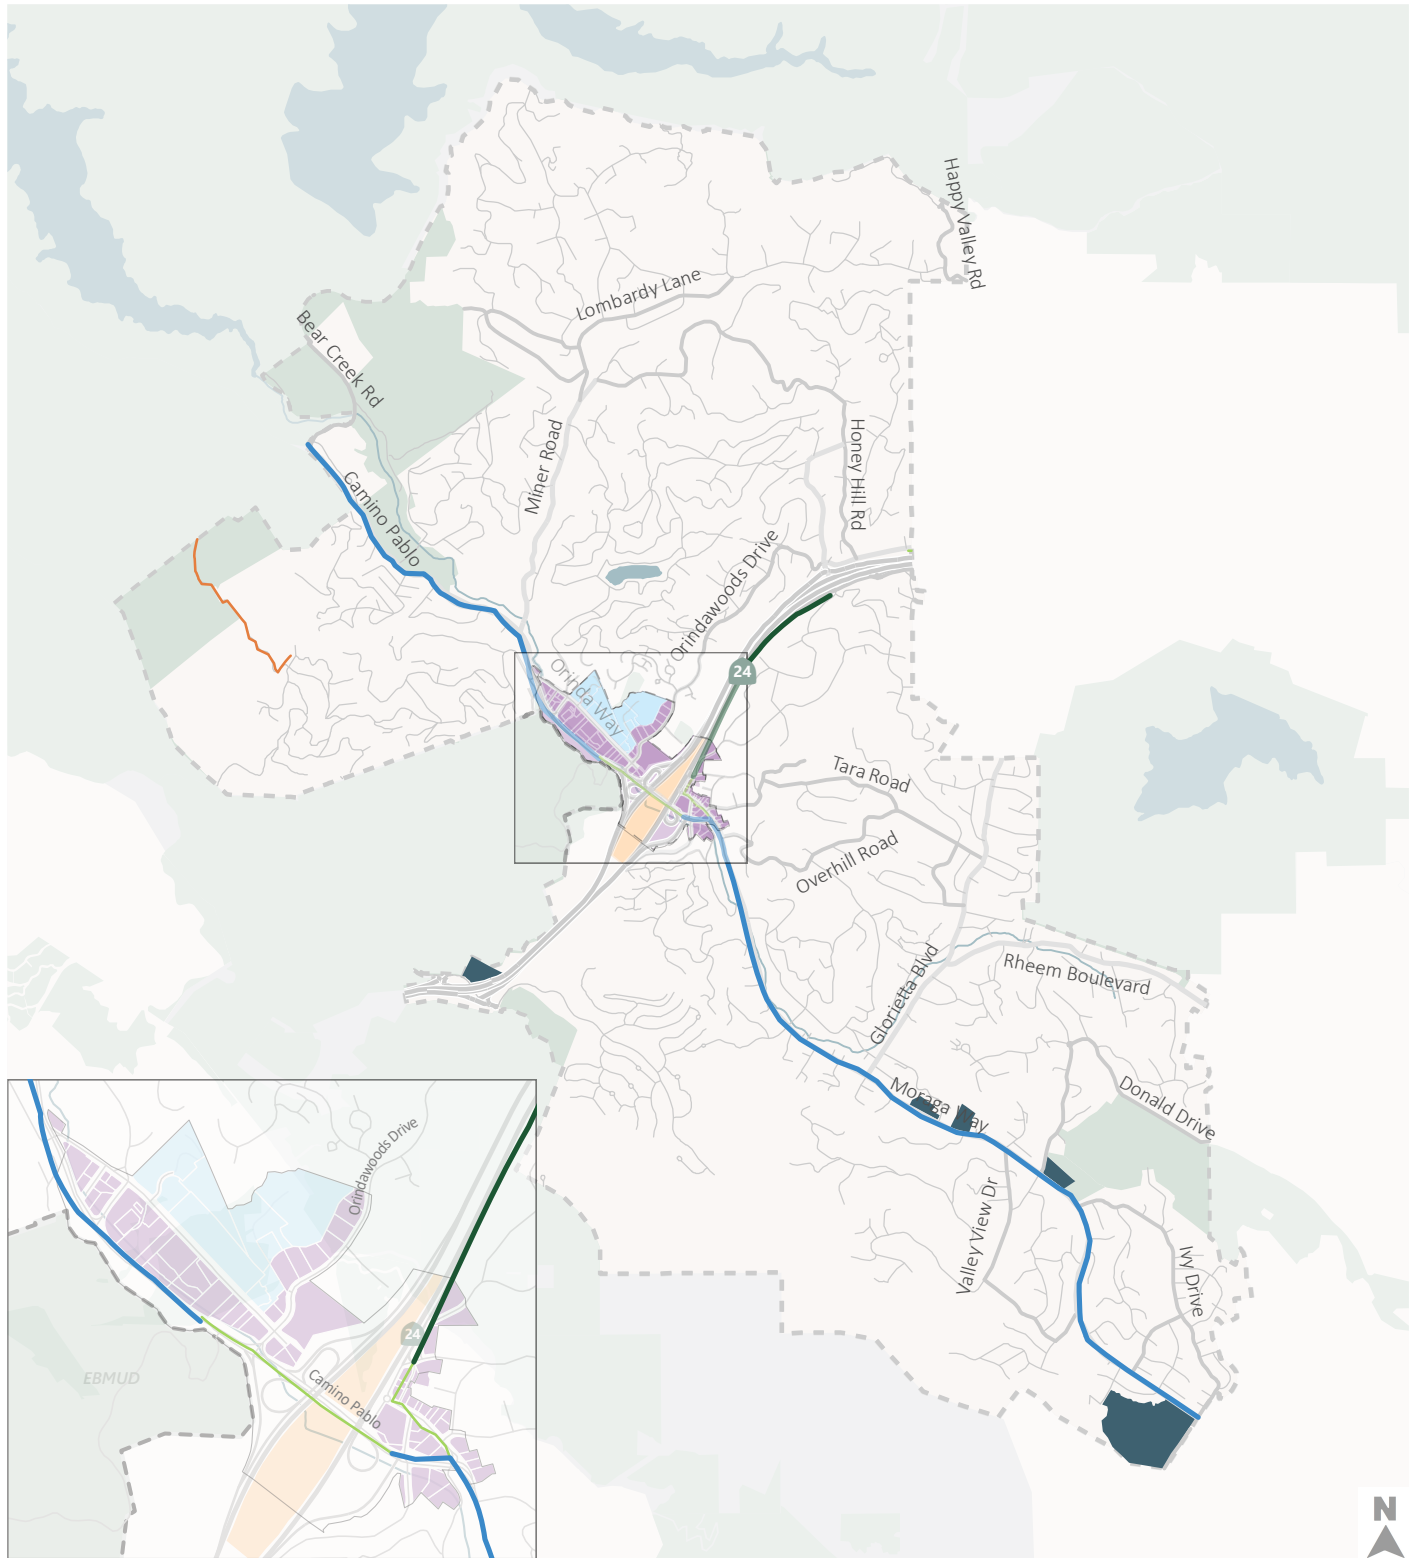 Happy Valley Rd
Lombardy Lane
Bear Creek Rd
Miner Road
Honey Hill Rd
Camino Pablo
Orindawoods Drive
Orinda Way
24
Tara Road
Overhill Road
Glorietta Blvd
Rheem Boulevard
Moraga Way
Donald Drive
Valley View Dr
Ivy Drive
Orindawoods Drive
24
Camino Pablo
EBMUD
N